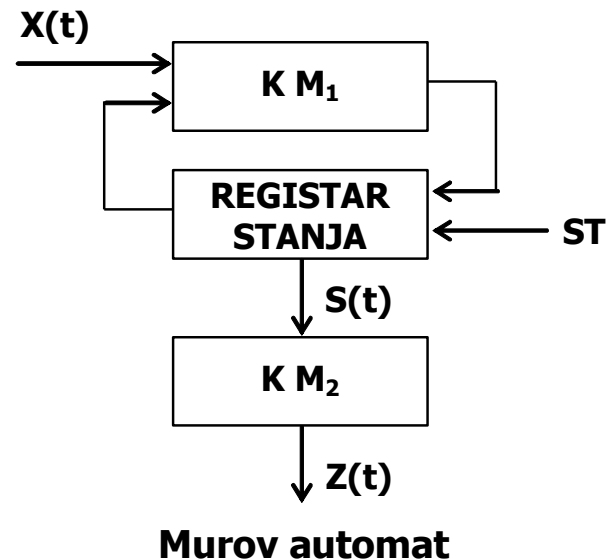 X(t)
K M₁
REGISTAR
STANJA
ST
S(t)
K M₂
Z(t)
Murov automat